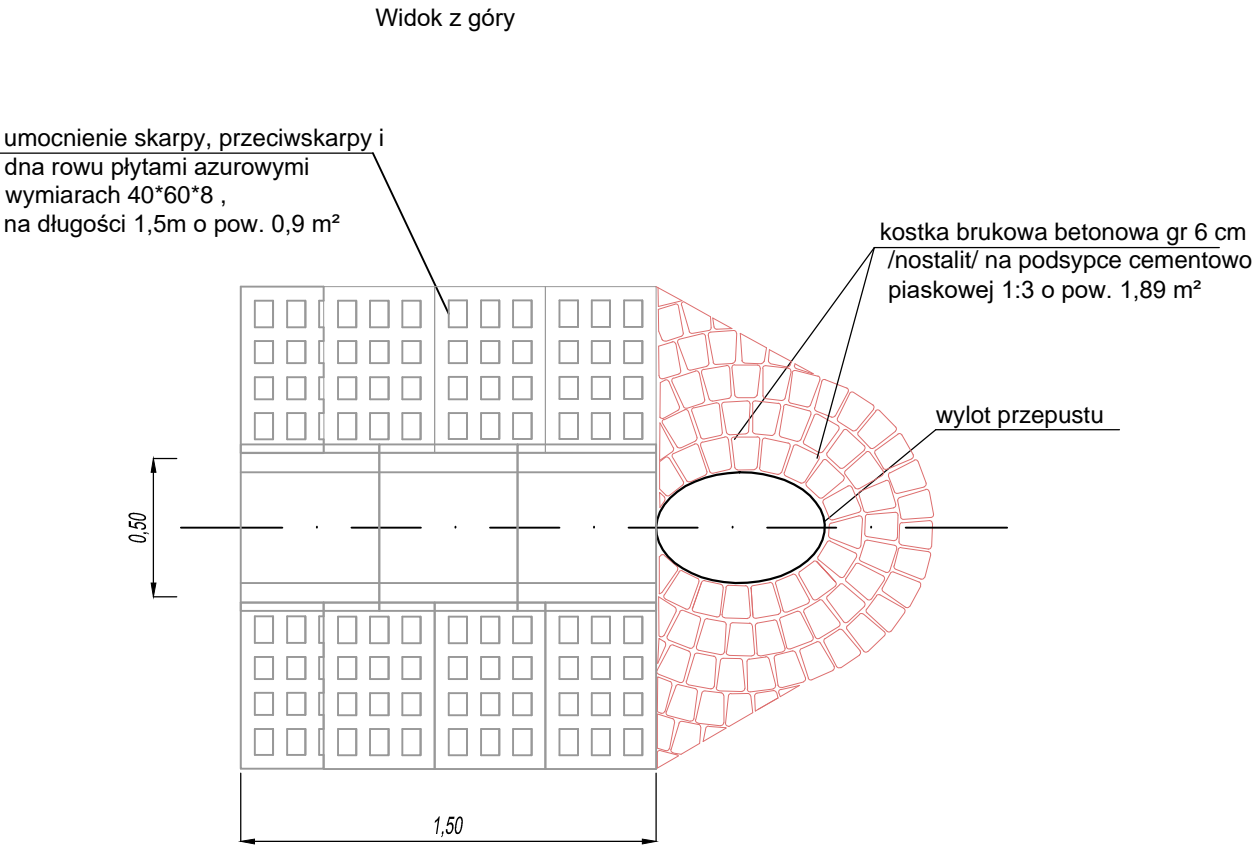 Widok z góry
umocnienie skarpy, przeciwskarpy i
dna rowu płytami azurowymi
wymiarach 40*60*8 ,
na długości 1,5m o pow. 0,9 m²
kostka brukowa betonowa gr 6 cm
/nostalit/ na podsypce cementowo
piaskowej 1:3 o pow. 1,89 m²
wylot przepustu
0,50
1,50